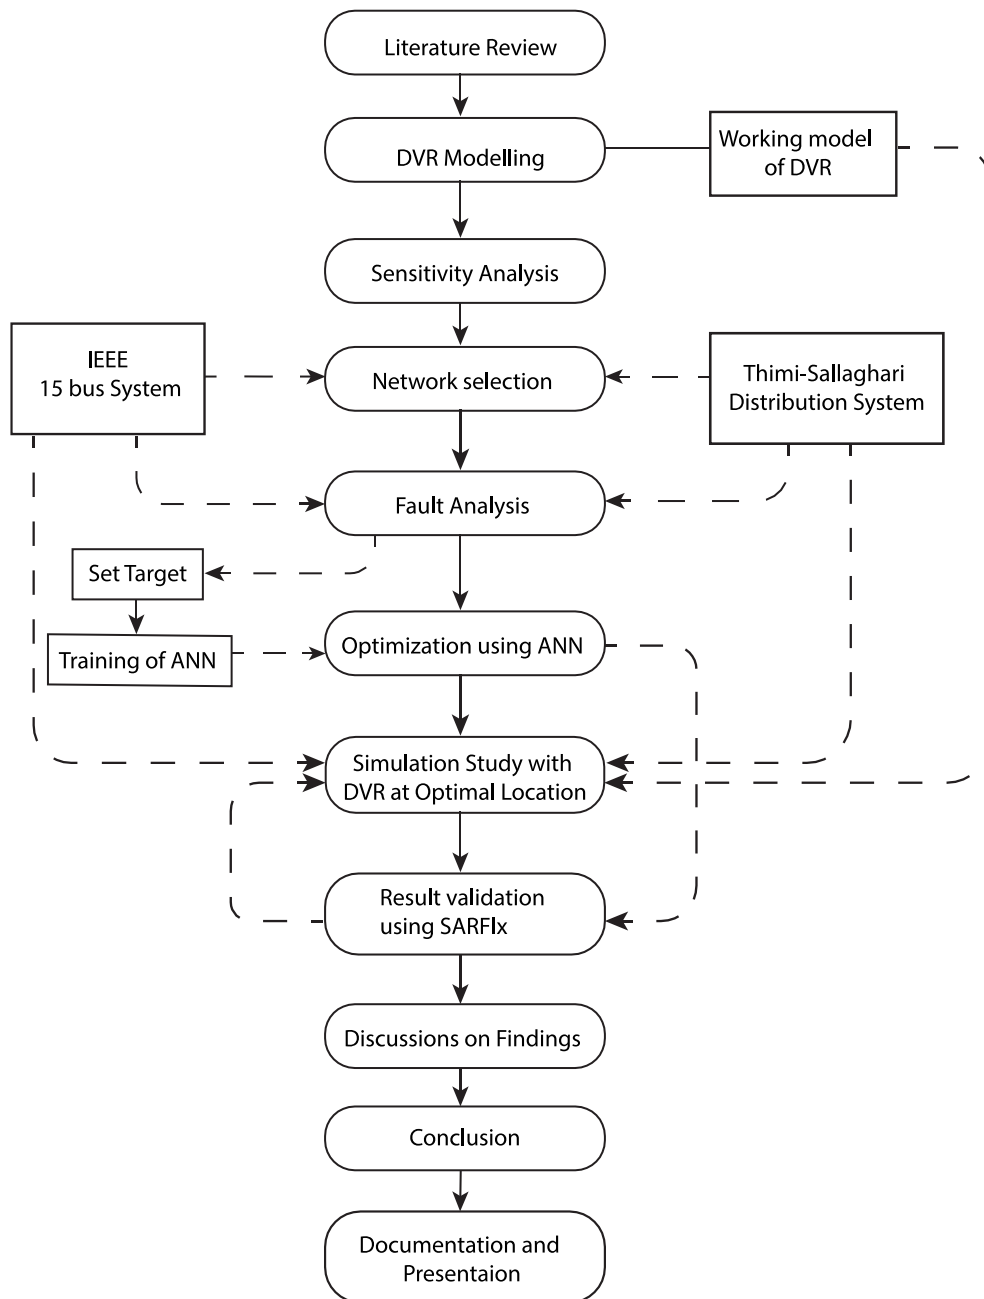 Literature Review
DVR Modelling
Working model
of DVR
Sensitivity Analysis
IEEE
15 bus System
Network selection
Thimi-Sallaghari
Distribution System
Fault Analysis
Set Target
Training of ANN
Optimization using ANN
Simulation Study with
DVR at Optimal Location
Result validation
using SARFIx
Discussions on Findings
Conclusion
Documentation and
Presentaion